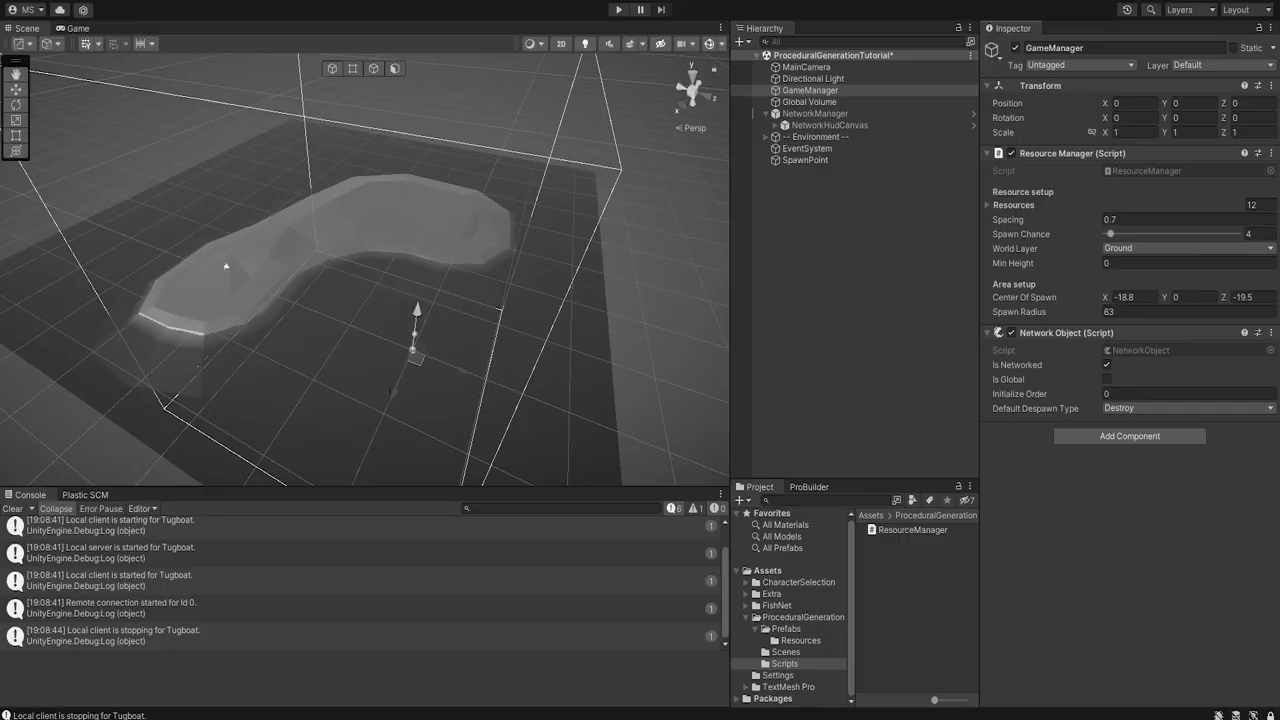 MS
Layers
Layout
Scene
Game
2D
y
z
x
Persp
Hierarchy
All
ProceduralGenerationTutorial*
MainCamera
Directional Light
GameManager
Global Volume
NetworkManager
NetworkHudCanvas
-- Environment --
EventSystem
SpawnPoint
Inspector
GameManager
Static
Tag
Untagged
Layer
Default
Transform
Position
X 0 Y 0 Z 0
Rotation
X 0 Y 0 Z 0
Scale
X 1 Y 1 Z 1
Resource Manager (Script)
Script
ResourceManager
Resource setup
Resources
12
Spacing
0.7
Spawn Chance
4
World Layer
Ground
Min Height
0
Area setup
Center Of Spawn
X -18.8 Y 0 Z -19.5
Spawn Radius
63
Network Object (Script)
Script
NetworkObject
Is Networked
Is Global
Initialize Order
0
Default Despawn Type
Destroy
Add Component
Console
Plastic SCM
Clear
Collapse
Error Pause
Editor
6
1
0
[19:08:41] Local client is starting for Tugboat.
UnityEngine.Debug:Log (object)
1
[19:08:41] Local server is started for Tugboat.
UnityEngine.Debug:Log (object)
1
[19:08:41] Local client is started for Tugboat.
UnityEngine.Debug:Log (object)
1
[19:08:41] Remote connection started for Id 0.
UnityEngine.Debug:Log (object)
1
[19:08:44] Local client is stopping for Tugboat.
UnityEngine.Debug:Log (object)
1
Local client is stopping for Tugboat.
Project
ProBuilder
7
Favorites
All Materials
All Models
All Prefabs
Assets
CharacterSelection
Extra
FishNet
ProceduralGeneration
Prefabs
Resources
Scenes
Scripts
Settings
TextMesh Pro
Packages
Assets > ProceduralGeneration
ResourceManager